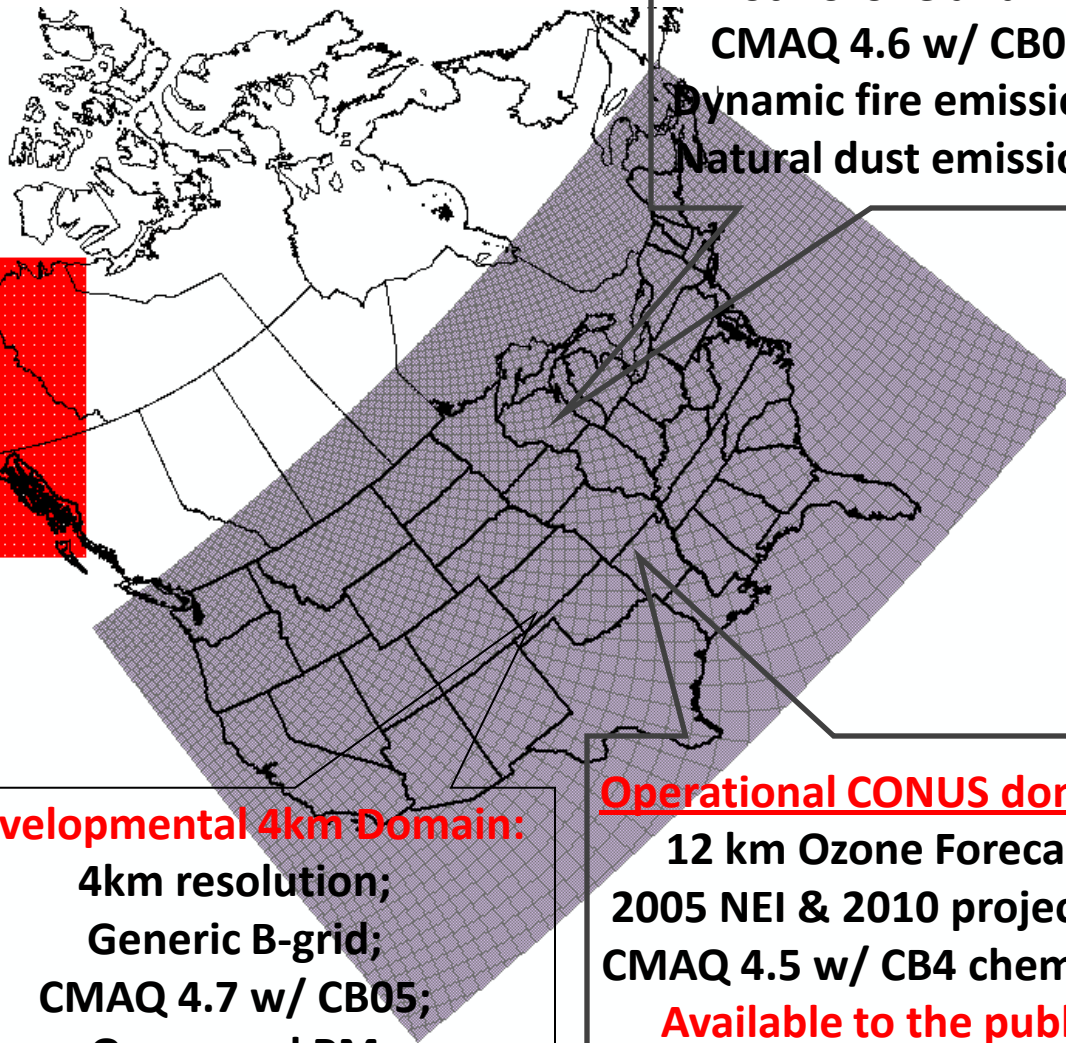 CMAQ 4.6 w/ CB0
Dynamic fire emissi
Natural dust emissio
velopmental 4km Domain:
4km resolution;
Generic B-grid;
CMAQ 4.7 w/ CB05;
Operational CONUS do
12 km Ozone Foreca
2005 NEI & 2010 projec
CMAQ 4.5 w/ CB4 chem
Available to the publ